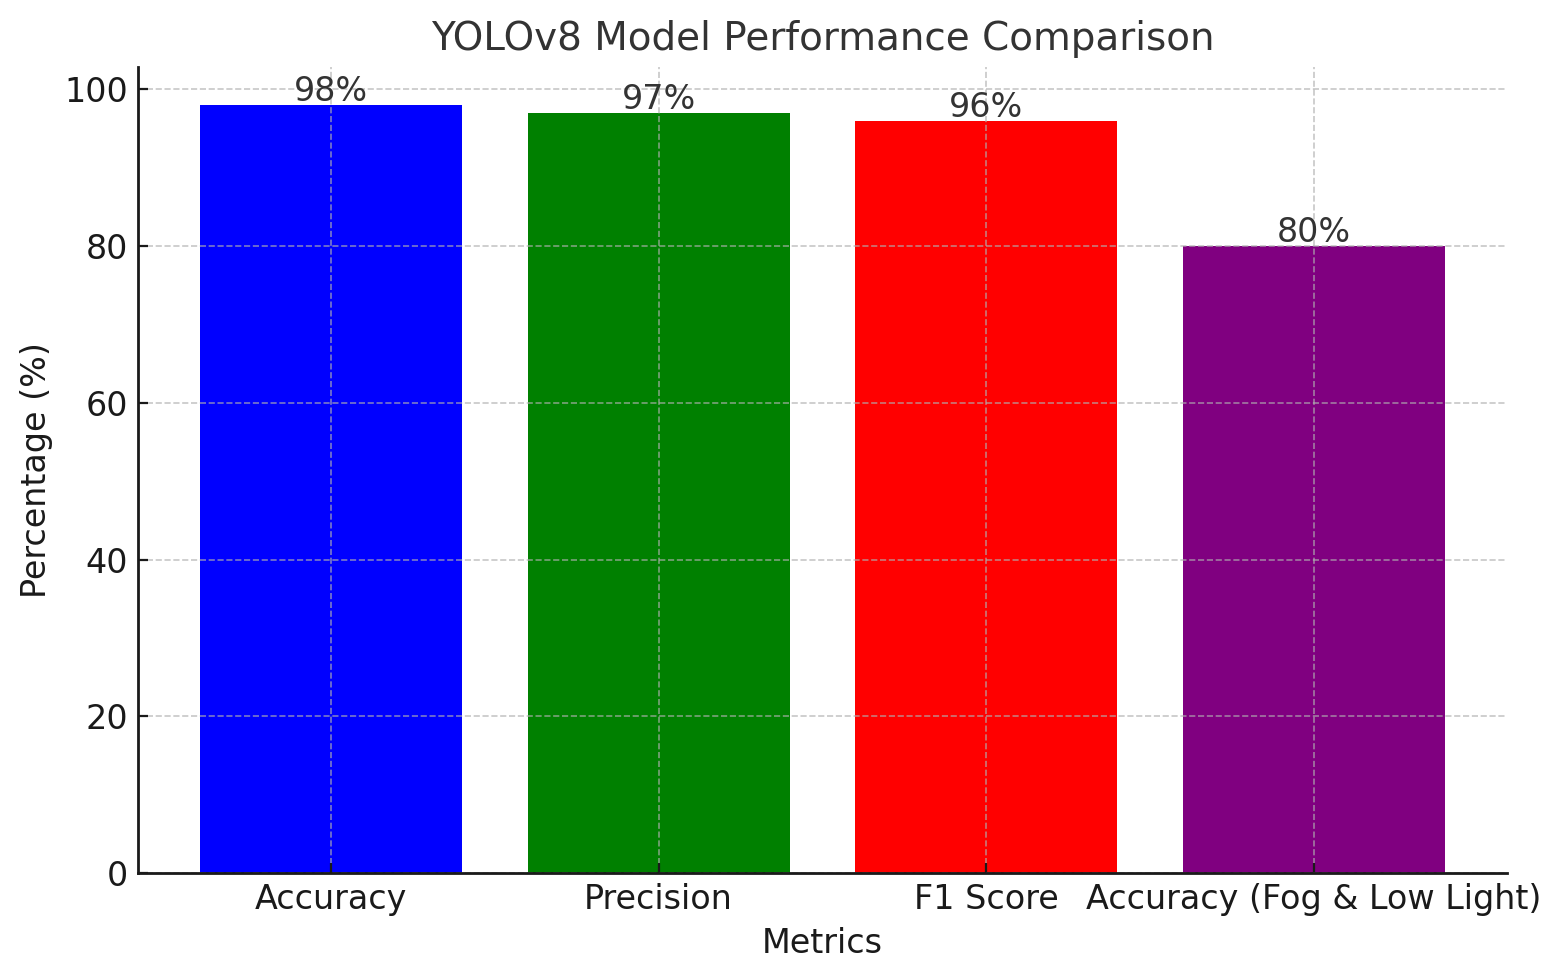 YOLOv8 Model Performance Comparison
100
98%
97%
96%
80
80%
60
40
20
0
Percentage (%)
Accuracy
Precision
F1 Score
Accuracy (Fog & Low Light)
Metrics